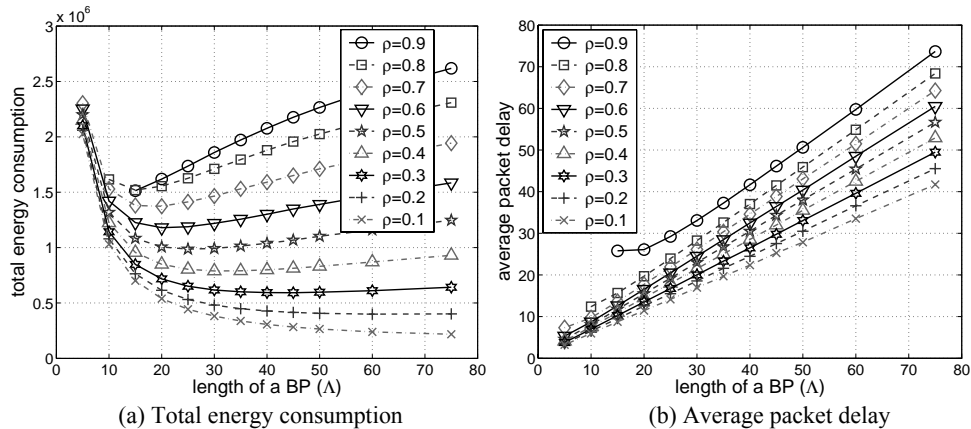 × 10⁶
3
2.5
2
1.5
1
0.5
0
total energy consumption
ρ=0.9
ρ=0.8
ρ=0.7
ρ=0.6
ρ=0.5
ρ=0.4
ρ=0.3
ρ=0.2
ρ=0.1
0 10 20 30 40 50 60 70 80
length of a BP (Λ)
(a) Total energy consumption
80
70
60
50
40
30
20
10
0
average packet delay
ρ=0.9
ρ=0.8
ρ=0.7
ρ=0.6
ρ=0.5
ρ=0.4
ρ=0.3
ρ=0.2
ρ=0.1
0 10 20 30 40 50 60 70 80
length of a BP (Λ)
(b) Average packet delay